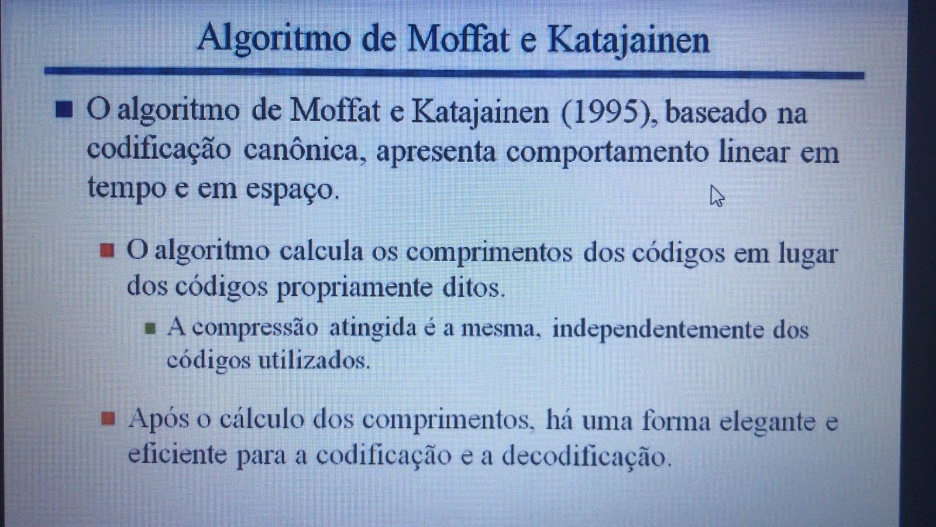 Algoritmo de Moffat e Katajainen
O algoritmo de Moffat e Katajainen (1995), baseado na
codificação canônica, apresenta comportamento linear em
tempo e em espaço.
O algoritmo calcula os comprimentos dos códigos em lugar
dos códigos propriamente ditos.
A compressão atingida é a mesma, independentemente dos
códigos utilizados.
Após o cálculo dos comprimentos, há uma forma elegante e
eficiente para a codificação e a decodificação.